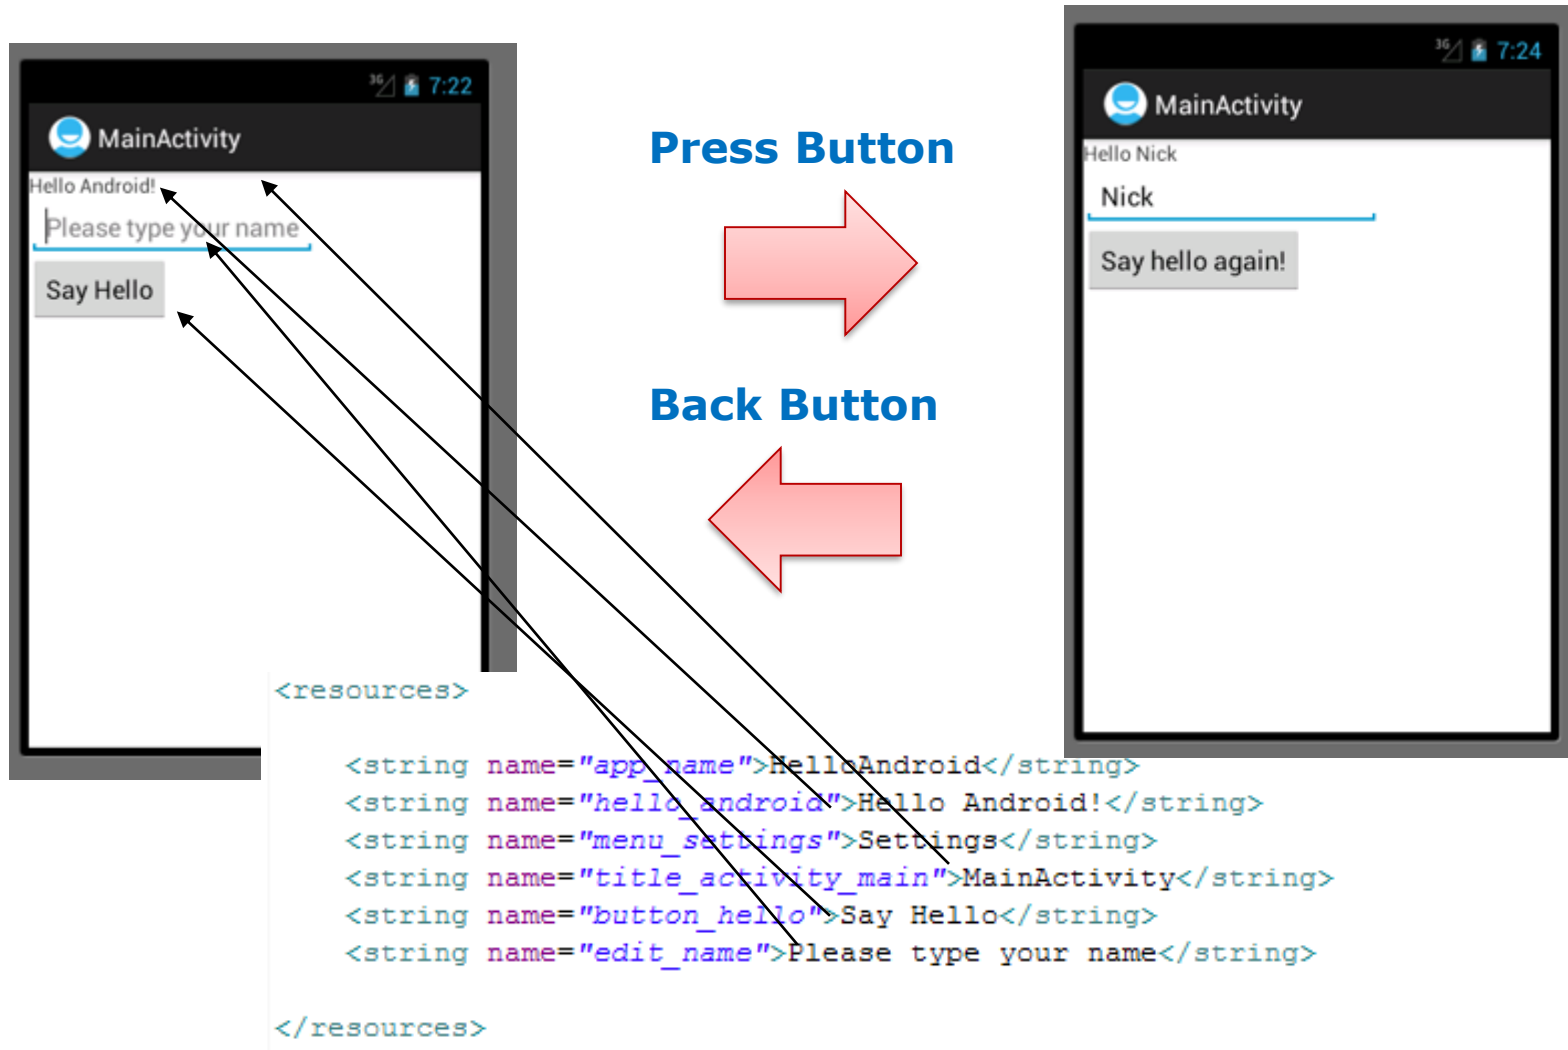 3G 7:22
MainActivity
Hello Android!
Please type your name
Say Hello
Press Button
Back Button
3G 7:24
MainActivity
Hello Nick
Nick
Say hello again!
<resources>
<string name="app_name">HelloAndroid</string>
<string name="hello_android">Hello Android!</string>
<string name="menu_settings">Settings</string>
<string name="title_activity_main">MainActivity</string>
<string name="button_hello">Say Hello</string>
<string name="edit_name">Please type your name</string>
</resources>